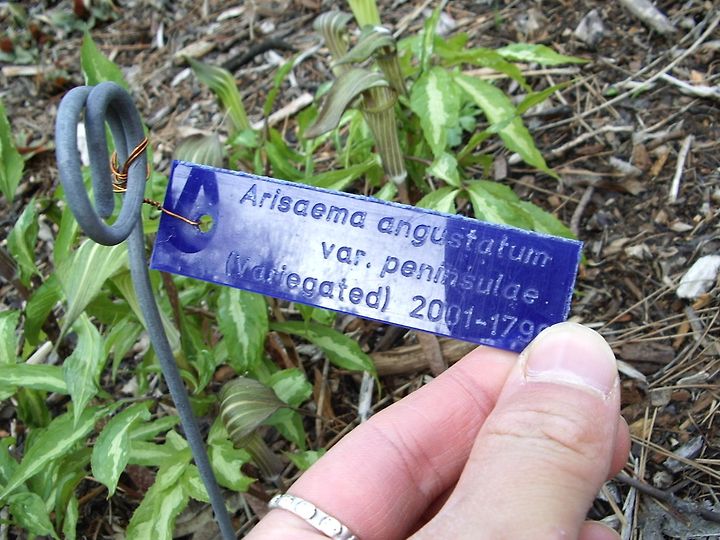 Arisaema angustatum
var. peninsulae
(Variegated) 2001-179